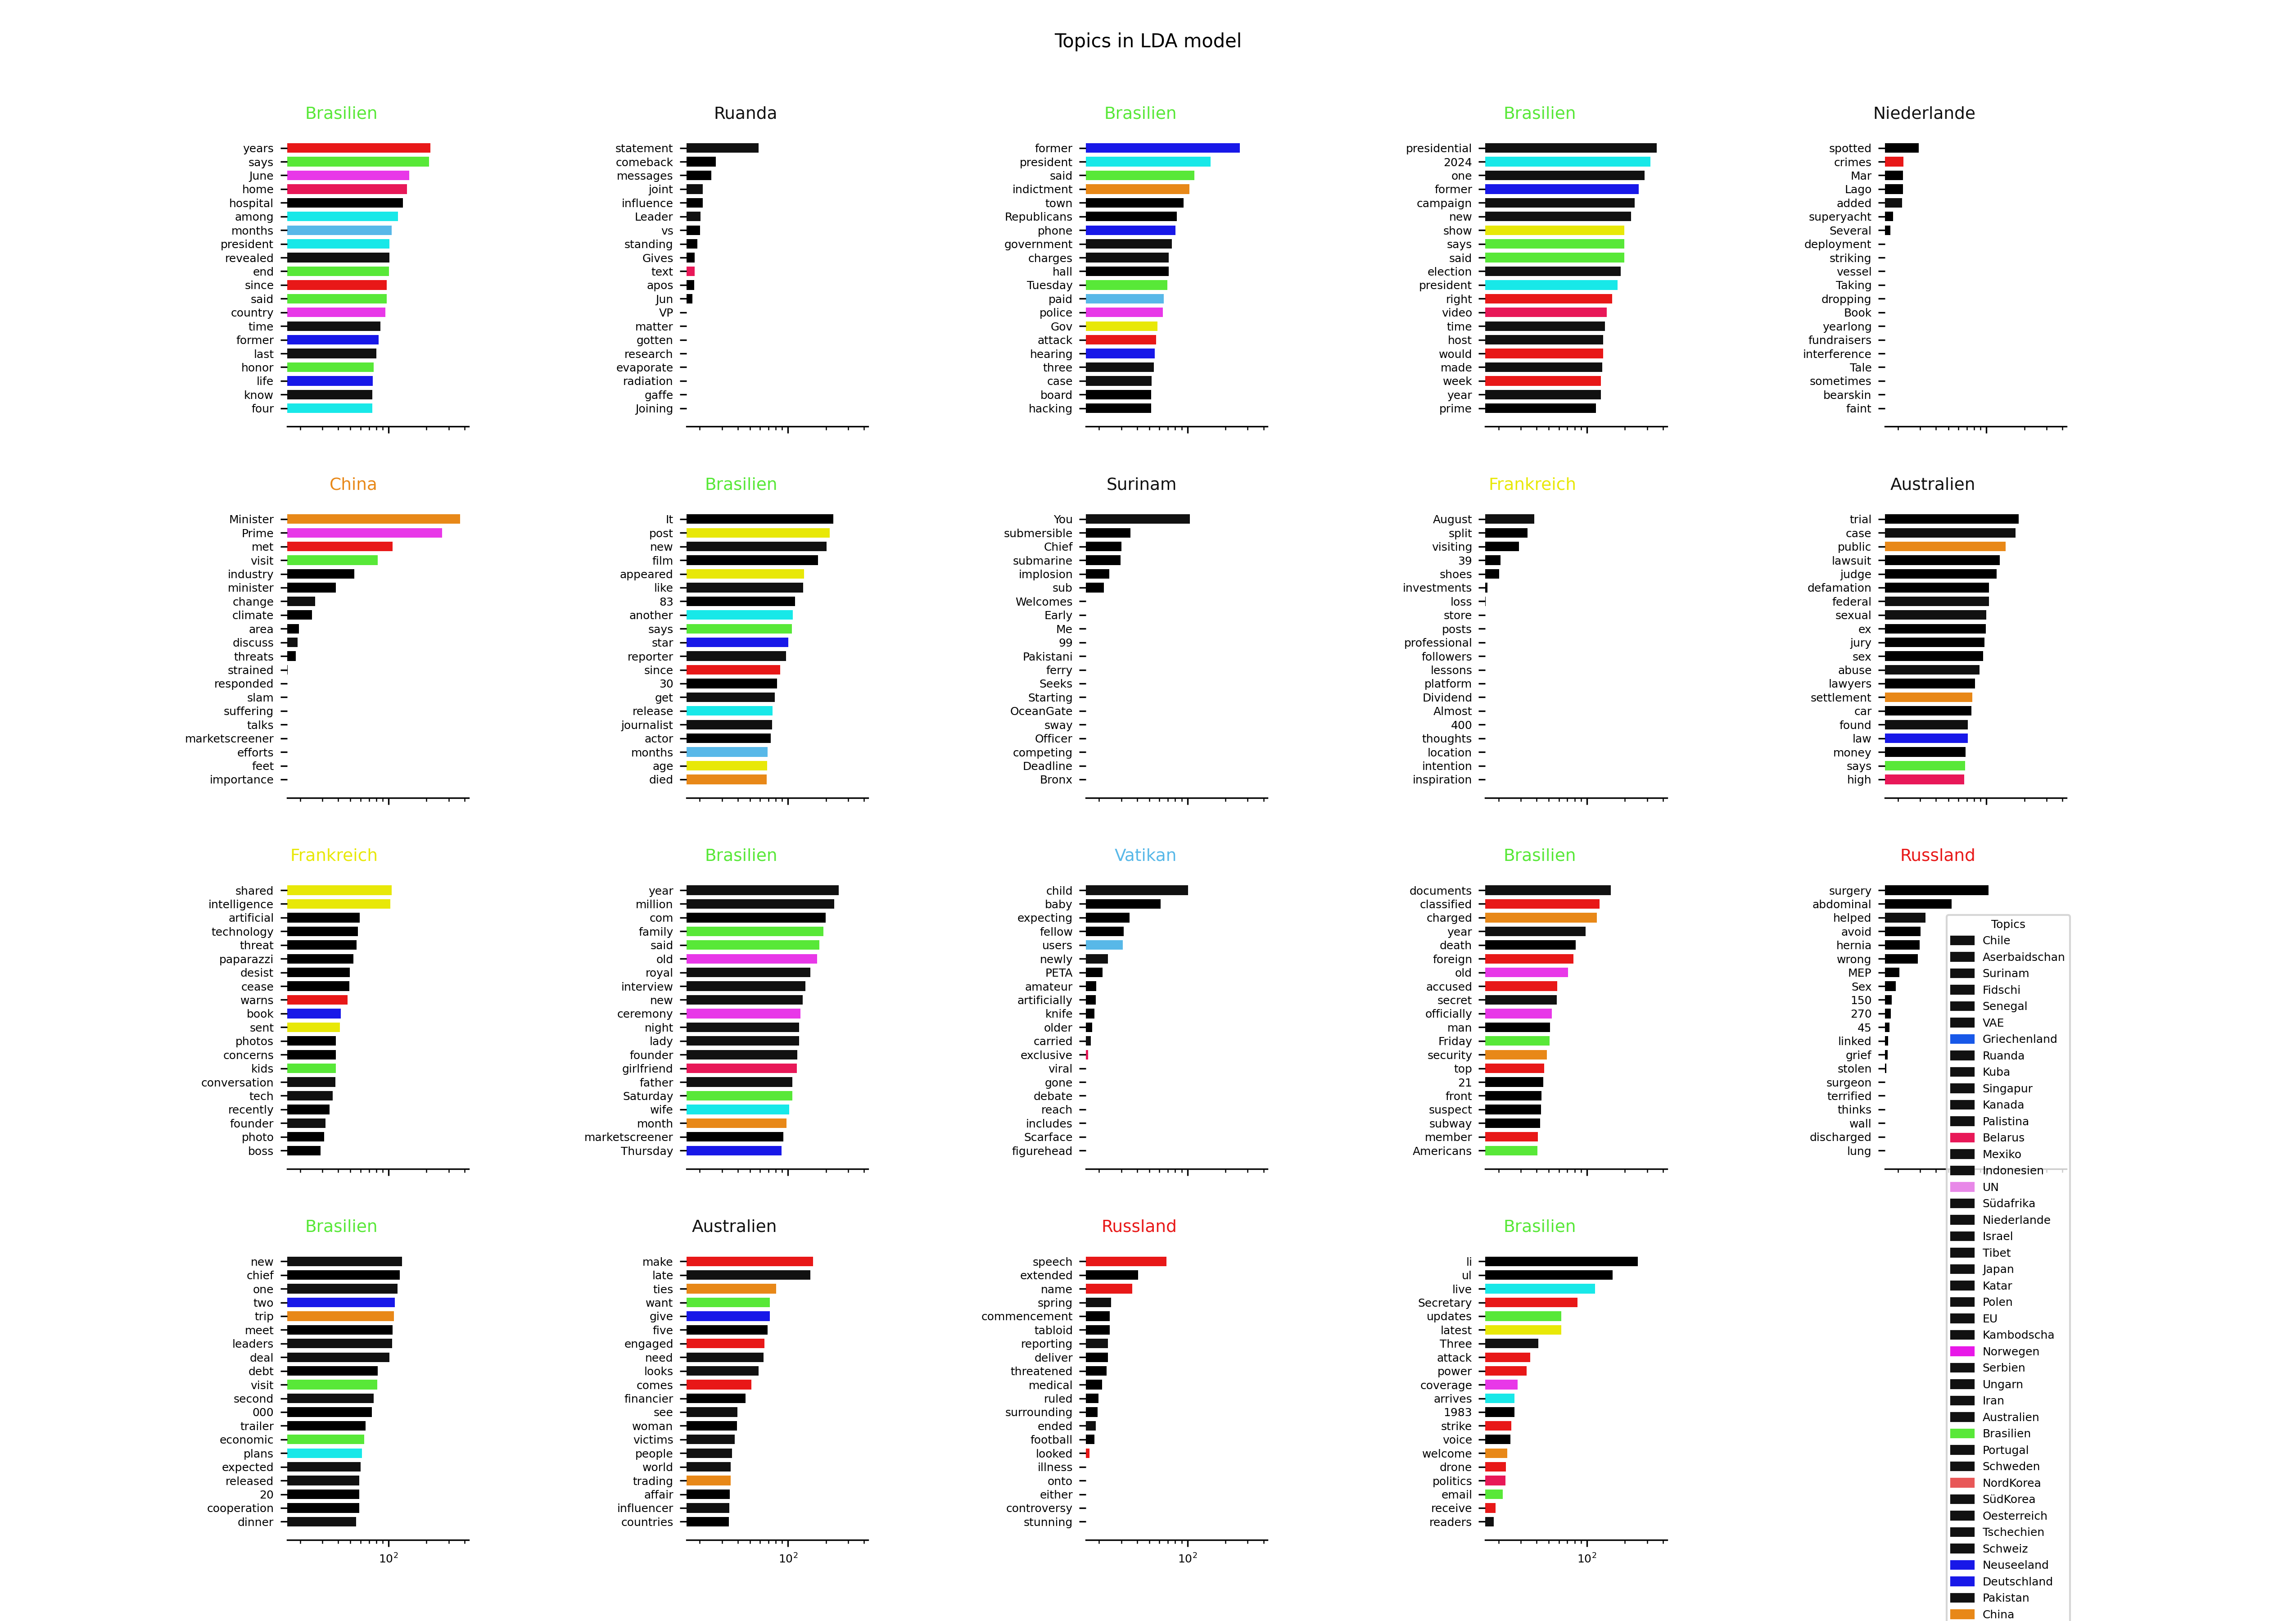 Topics in LDA model
Brasilien
years
says
June
home
hospital
among
months
president
revealed
end
since
said
country
time
former
last
honor
life
know
four
Ruanda
statement
comeback
messages
joint
influence
Leader
vs
standing
Gives
text
apos
Jun
VP
matter
gotten
research
evaporate
radiation
gaffe
Joining
Brasilien
former
president
said
indictment
town
Republicans
phone
government
charges
hall
Tuesday
paid
police
Gov
attack
hearing
three
case
board
hacking
Brasilien
presidential
2024
one
former
campaign
new
show
says
said
election
president
right
video
time
host
would
made
week
year
prime
Niederlande
spotted
crimes
Mar
Lago
added
superyacht
Several
deployment
striking
vessel
Taking
dropping
Book
yearlong
fundraisers
interference
Tale
sometimes
bearskin
faint
China
Minister
Prime
met
visit
industry
minister
change
climate
area
discuss
threats
strained
responded
slam
suffering
talks
marketscreener
efforts
feet
importance
Brasilien
It
post
new
film
appeared
like
83
another
says
star
reporter
since
30
get
release
journalist
actor
months
age
died
Surinam
You
submersible
Chief
submarine
implosion
sub
Welcomes
Early
Me
99
Pakistani
ferry
Seeks
Starting
OceanGate
sway
Officer
competing
Deadline
Bronx
Frankreich
August
split
visiting
39
shoes
investments
loss
store
posts
professional
followers
lessons
platform
Dividend
Almost
400
thoughts
location
intention
inspiration
Australien
trial
case
public
lawsuit
judge
defamation
federal
sexual
ex
jury
sex
abuse
lawyers
settlement
car
found
law
money
says
high
Frankreich
shared
intelligence
artificial
technology
threat
paparazzi
desist
cease
warns
book
sent
photos
concerns
kids
conversation
tech
recently
founder
photo
boss
Brasilien
year
million
com
family
said
old
royal
interview
new
ceremony
night
lady
founder
girlfriend
father
Saturday
wife
month
marketscreener
Thursday
Vatikan
child
baby
expecting
fellow
users
newly
PETA
amateur
artificially
knife
older
carried
exclusive
viral
gone
debate
reach
includes
Scarface
figurehead
Brasilien
documents
classified
charged
year
death
foreign
old
accused
secret
officially
man
Friday
security
top
21
front
suspect
subway
member
Americans
Russland
surgery
abdominal
helped
avoid
hernia
wrong
MEP
Sex
150
270
45
linked
grief
stolen
surgeon
terrified
thinks
wall
discharged
lung
Brasilien
new
chief
one
two
trip
meet
leaders
deal
debt
visit
second
000
trailer
economic
plans
expected
released
20
cooperation
dinner
10²
Australien
make
late
ties
want
give
five
engaged
need
looks
comes
financier
see
woman
victims
people
world
trading
affair
influencer
countries
10²
Russland
speech
extended
name
spring
commencement
tabloid
reporting
deliver
threatened
medical
ruled
surrounding
ended
football
looked
illness
onto
either
controversy
stunning
10²
Brasilien
li
ul
live
Secretary
updates
latest
Three
attack
power
coverage
arrives
1983
strike
voice
welcome
drone
politics
email
receive
readers
10²
Topics
Chile
Aserbaidschan
Surinam
Fidschi
Senegal
VAE
Griechenland
Ruanda
Kuba
Singapur
Kanada
Palistina
Belarus
Mexiko
Indonesien
UN
Südafrika
Niederlande
Israel
Tibet
Japan
Katar
Polen
EU
Kambodscha
Norwegen
Serbien
Ungarn
Iran
Australien
Brasilien
Portugal
Schweden
NordKorea
SüdKorea
Oesterreich
Tschechien
Schweiz
Neuseeland
Deutschland
Pakistan
China